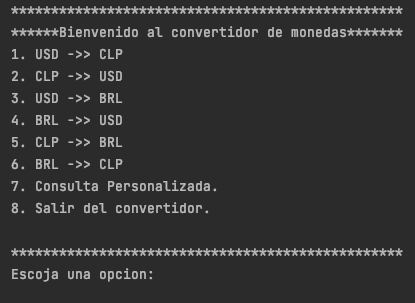 *************************************************
******Bienvenido al convertidor de monedas*******
1. USD ->> CLP
2. CLP ->> USD
3. USD ->> BRL
4. BRL ->> USD
5. CLP ->> BRL
6. BRL ->> CLP
7. Consulta Personalizada.
8. Salir del convertidor.
*************************************************
Escoja una opcion: